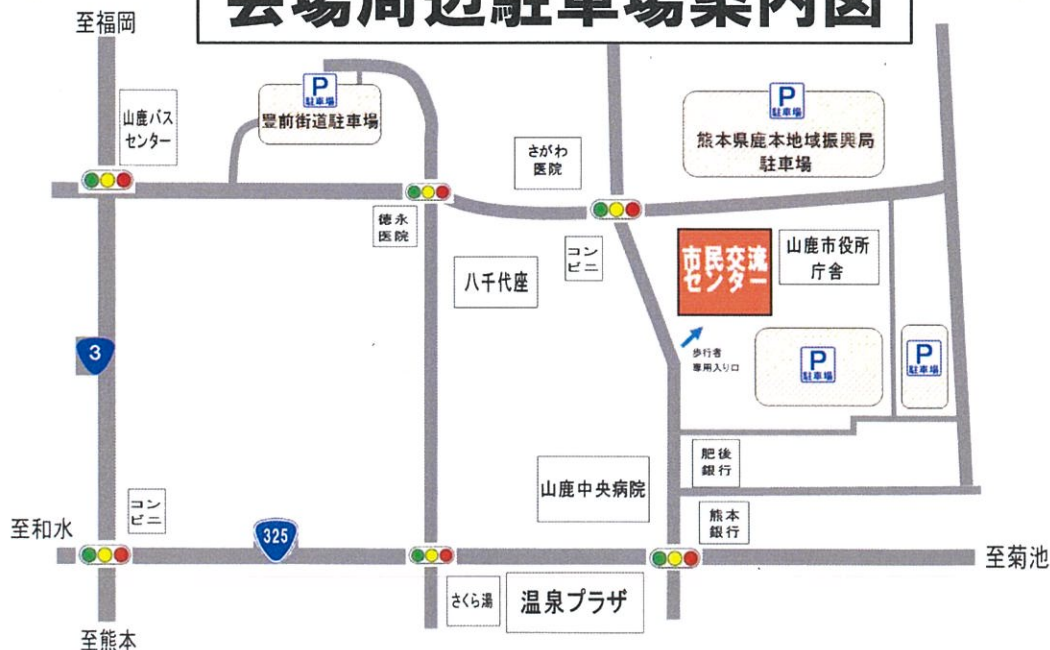 会場周辺駐車場案内図
至福岡
山鹿バス
センター
P
駐車場
豊前街道駐車場
さがわ
医院
P
駐車場
熊本県鹿本地域振興局
駐車場
徳永
医院
コン
ビニ
八千代座
市民交流
センター
山鹿市役所
庁舎
3
歩行者
専用入り口
P
駐車場
P
駐車場
肥後
銀行
山鹿中央病院
熊本
銀行
コン
ビニ
至和水
325
至菊池
さくら湯
温泉プラザ
至熊本